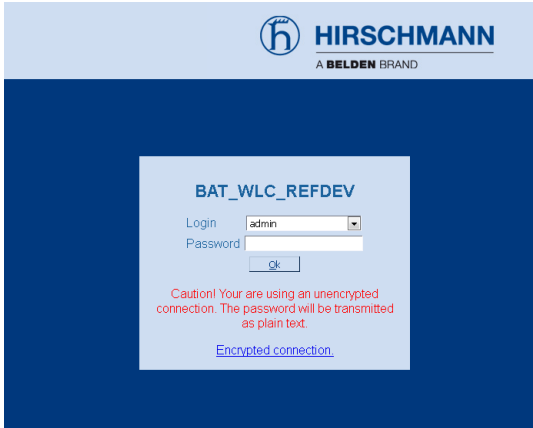 HIRSCHMANN
A BELDEN BRAND
BAT_WLC_REFDEV
Login admin
Password
Ok
Caution! Your are using an unencrypted
connection. The password will be transmitted
as plain text.
Encrypted connection.